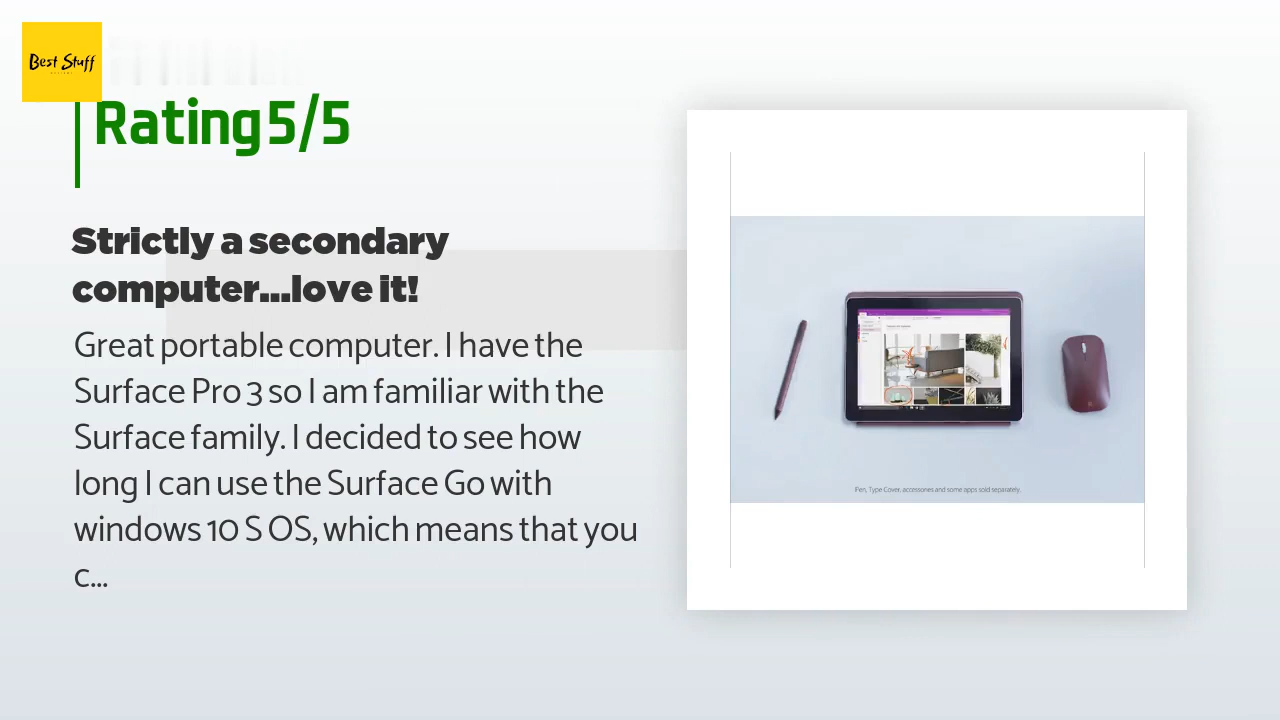 Best Stuff
Rating 5/5
Strictly a secondary
computer...love it!
Great portable computer. I have the
Surface Pro 3 so I am familiar with the
Surface family. I decided to see how
long I can use the Surface Go with
windows 10 S OS, which means that you
c...
Pen, Type Cover, accessories and some apps sold separately.